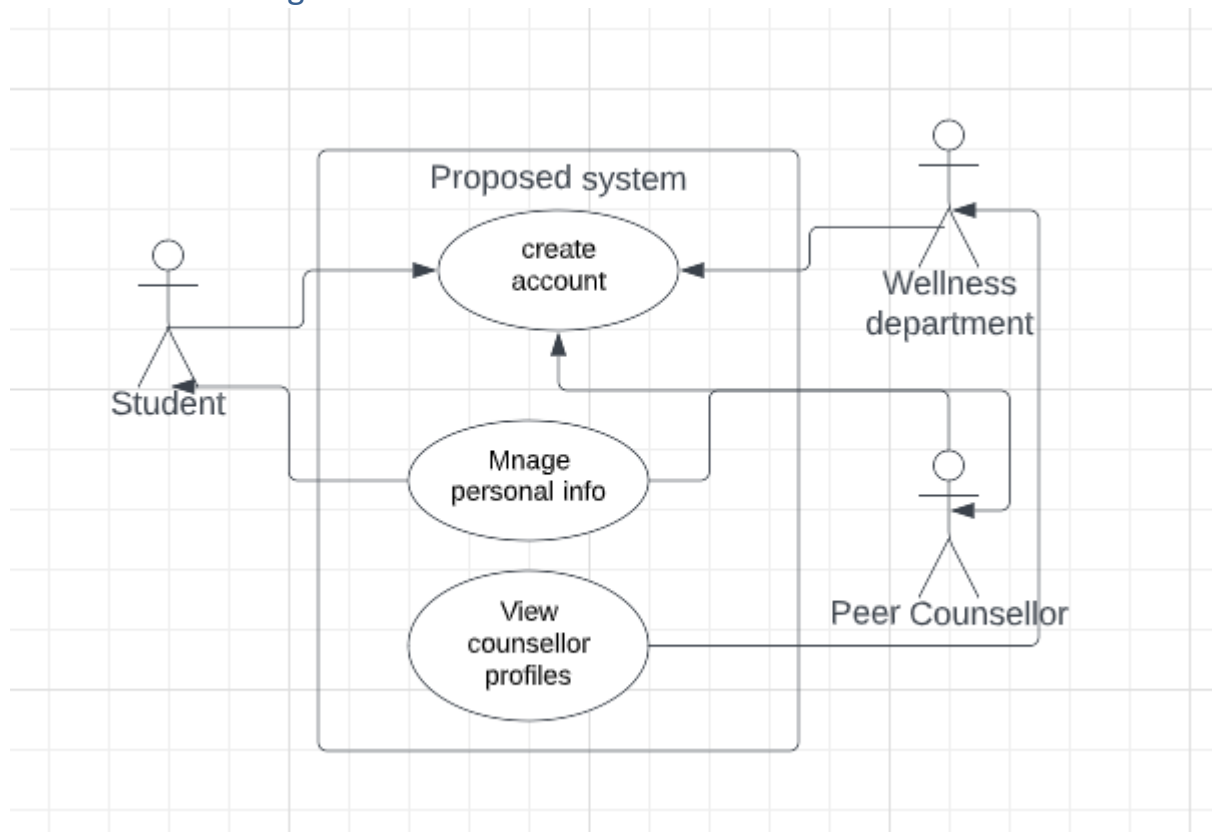 Proposed system
create
account
Wellness
department
Student
Mnage
personal info
View
counsellor
profiles
Peer Counsellor